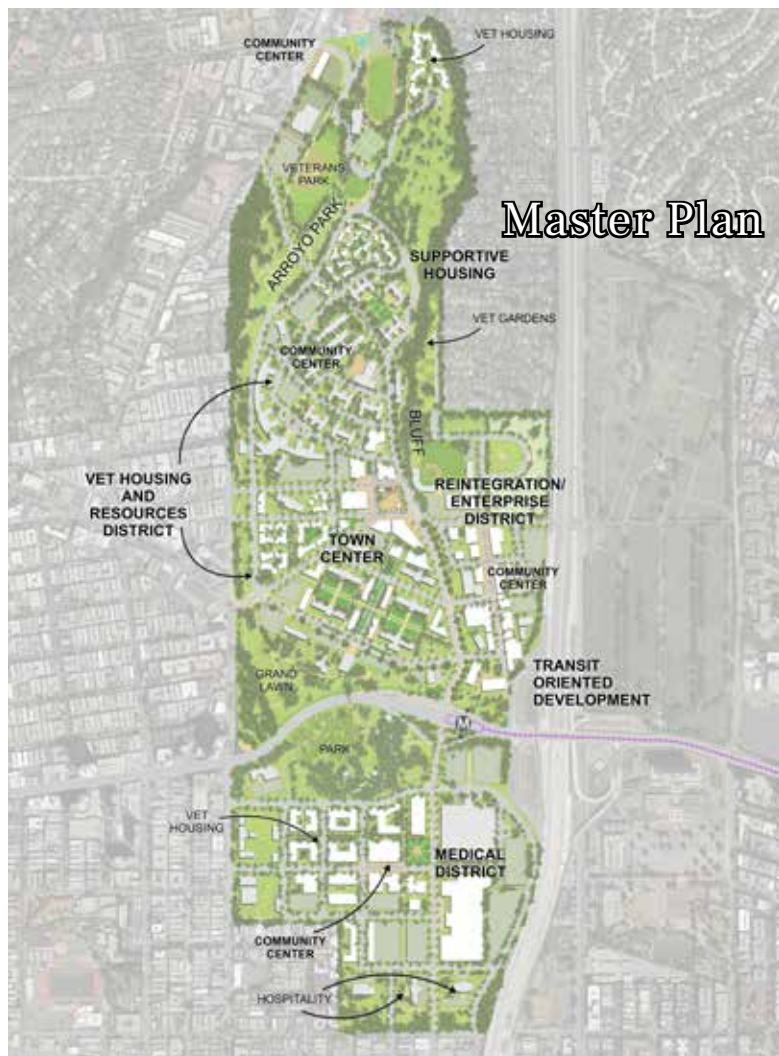 COMMUNITY
CENTER
VET HOUSING
VETERANS
PARK
ARROYO PARK
Master Plan
SUPPORTIVE
HOUSING
VET GARDENS
COMMUNITY
CENTER
BLUFF
VET HOUSING
AND
RESOURCES
DISTRICT
REINTEGRATION/
ENTERPRISE
DISTRICT
TOWN
CENTER
COMMUNITY
CENTER
GRAND
LAWN
TRANSIT
ORIENTED
DEVELOPMENT
M
PARK
VET
HOUSING
MEDICAL
DISTRICT
COMMUNITY
CENTER
HOSPITALITY